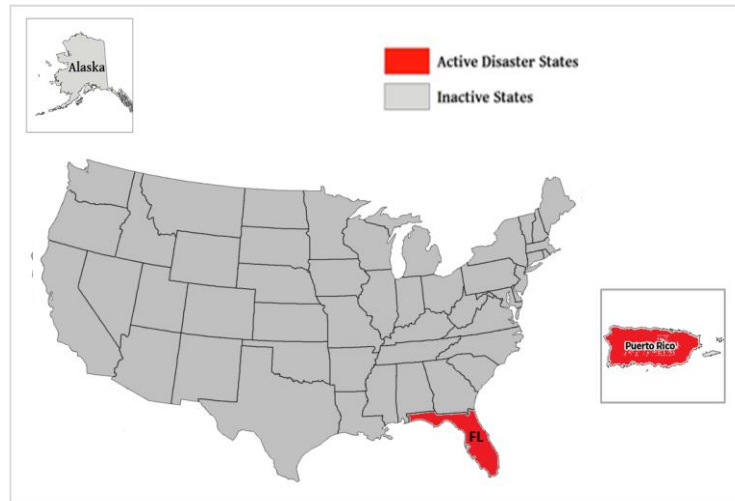 Alaska
Active Disaster States
Inactive States
Puerto Rico
FL